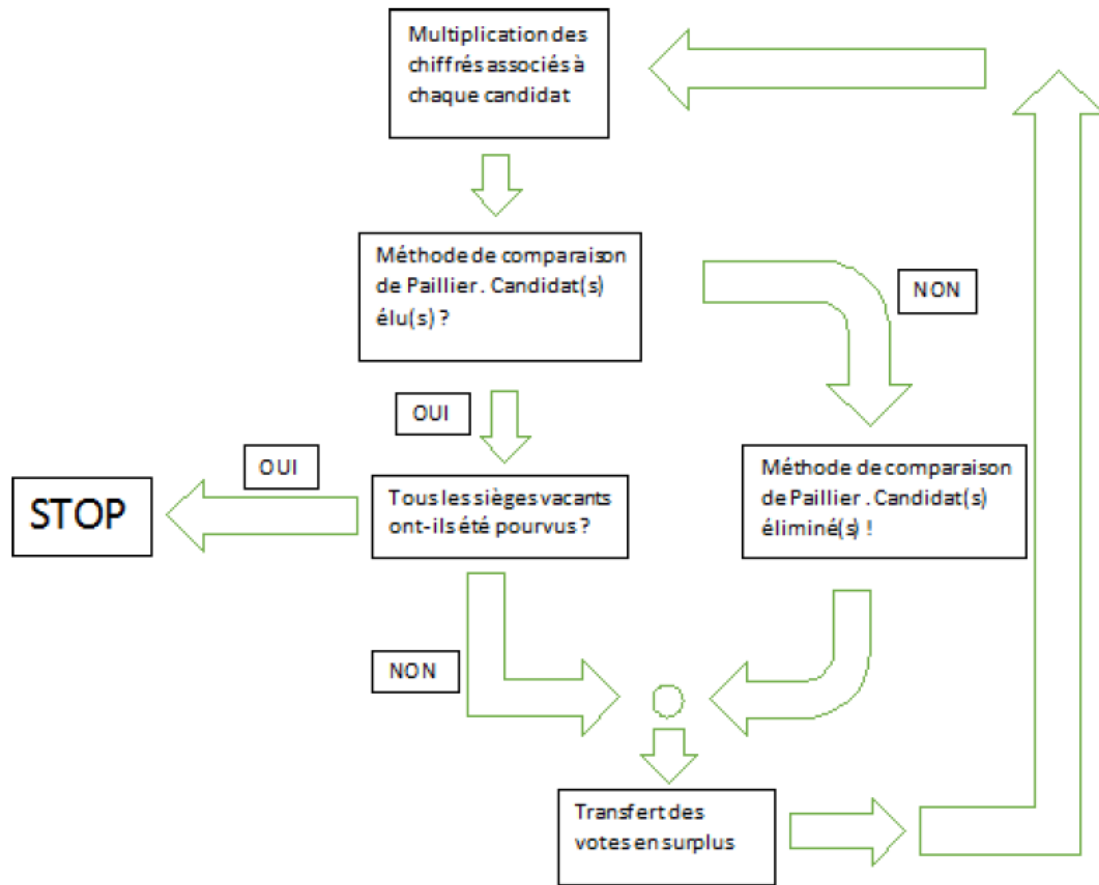 Multiplication des
chiffrés associés à
chaque candidat
Méthode de comparaison
de Paillier. Candidat(s)
élu(s) ?
NON
OUI
OUI
STOP
Tous les sièges vacants
ont-ils été pourvus ?
Méthode de comparaison
de Paillier. Candidat(s)
éliminé(s) !
NON
Transfert des
votes en surplus